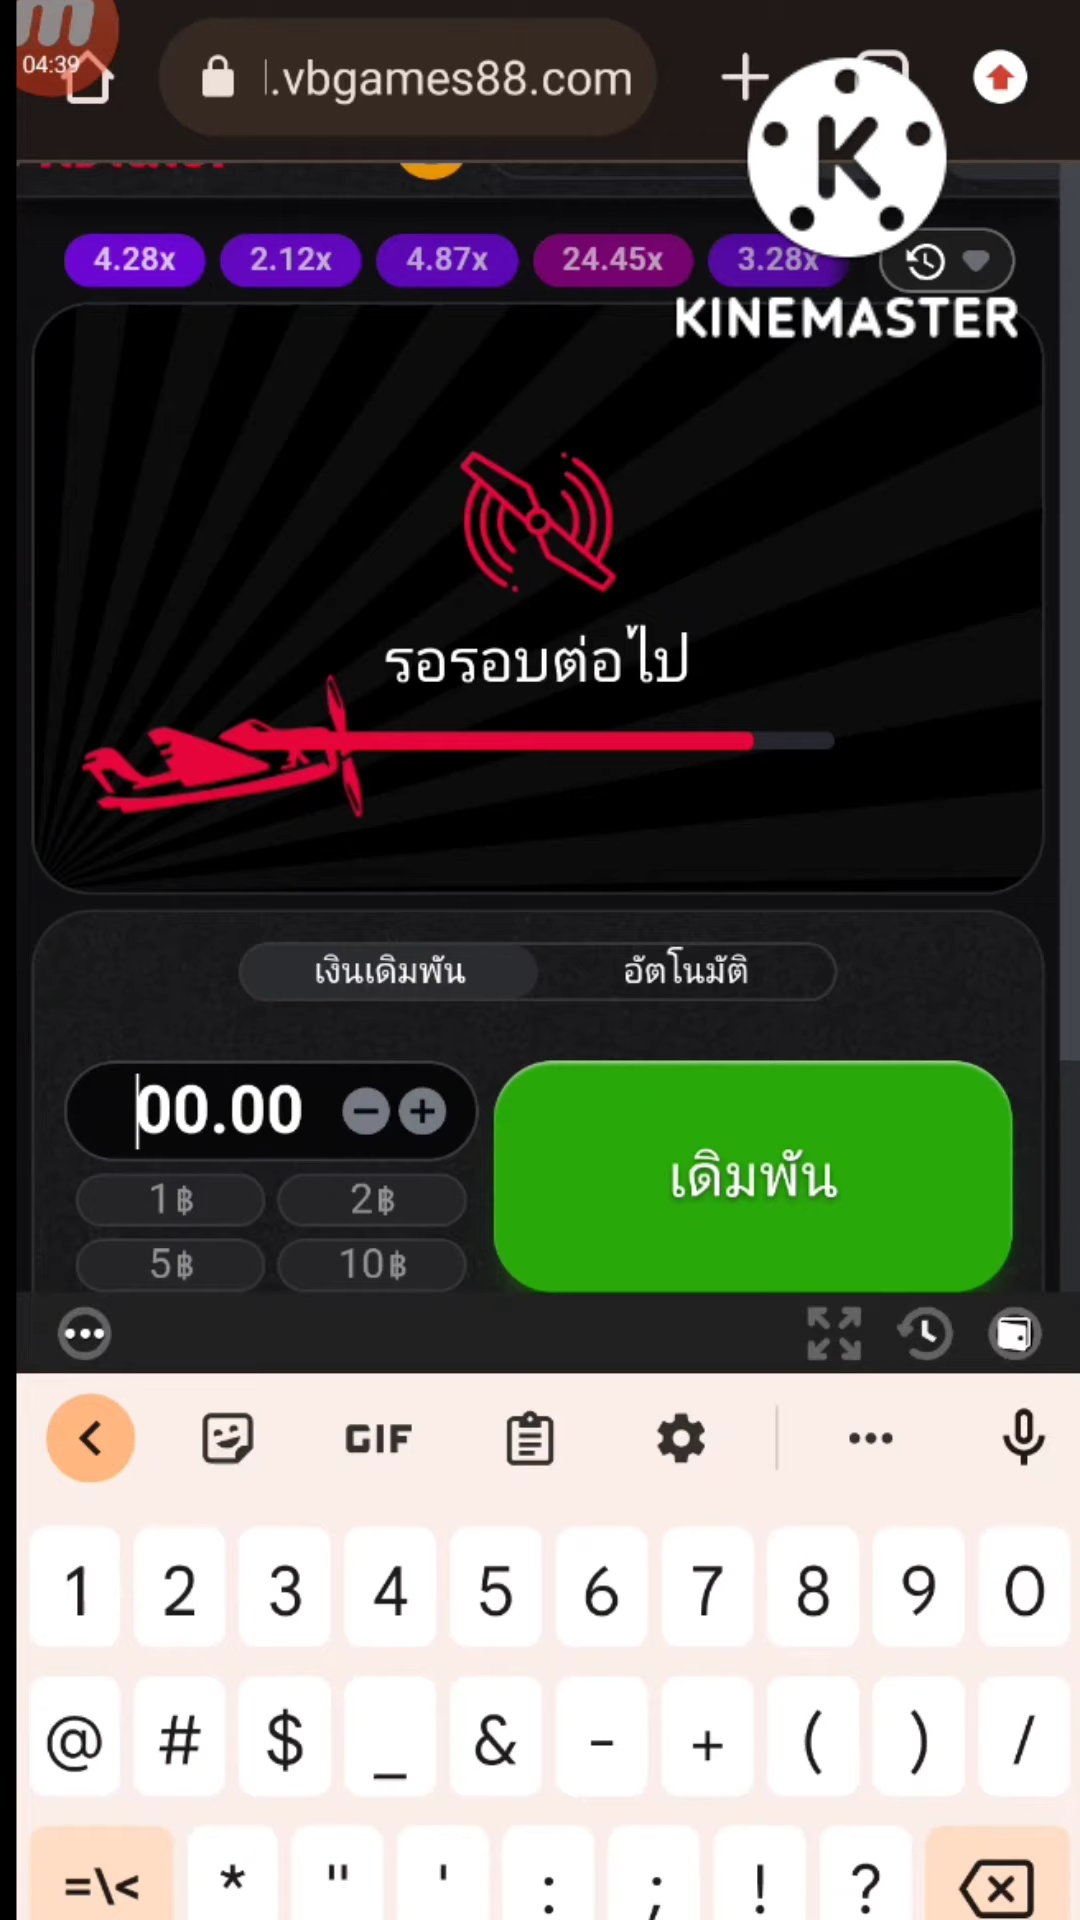 04:39
l.vbgames88.com
4.28x 2.12x 4.87x 24.45x 3.28x
KINEMASTER
รอรอบต่อไป
เงินเดิมพัน อัตโนมัติ
00.00
เดิมพัน
1฿ 2฿
5฿ 10฿
GIF
1 2 3 4 5 6 7 8 9 0
@ # $ _ & - + ( ) /
=\< * " ' : ; ! ?